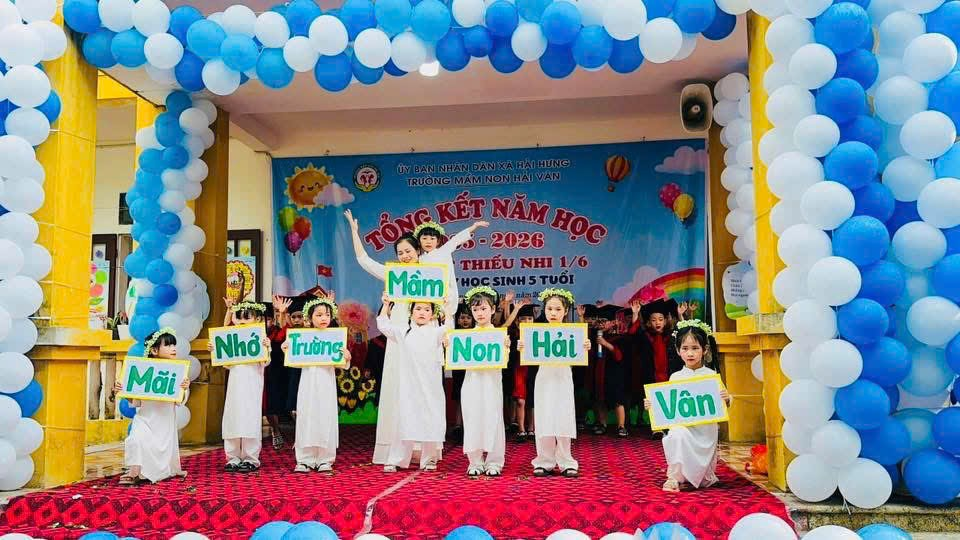 ỦY BAN NHÂN DÂN XÃ HẢI HƯNG
TRƯỜNG MẦM NON HẢI VÂN
TỔNG KẾT NĂM HỌC
- 2026
THIẾU NHI 1/6
HỌC SINH 5 TUỔI
Mãi
Nhớ
Trường
Mầm
Non
Hải
Vân